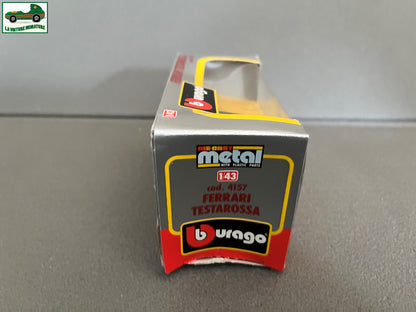 LA VOITURE MINIATURE
DIE-CAST
metal
WITH PLASTIC PARTS
1:43
cod. 4157
FERRARI
TESTAROSSA
burago